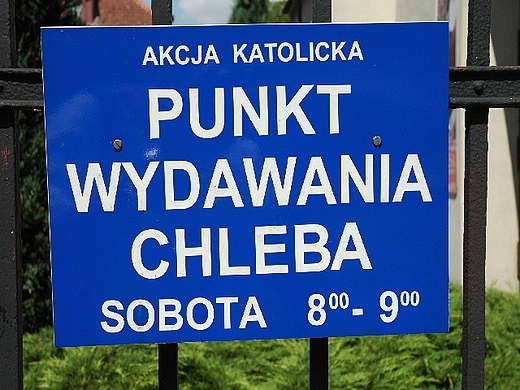 AKCJA KATOLICKA
PUNKT
WYDAWANIA
CHLEBA
SOBOTA 8⁰⁰- 9⁰⁰